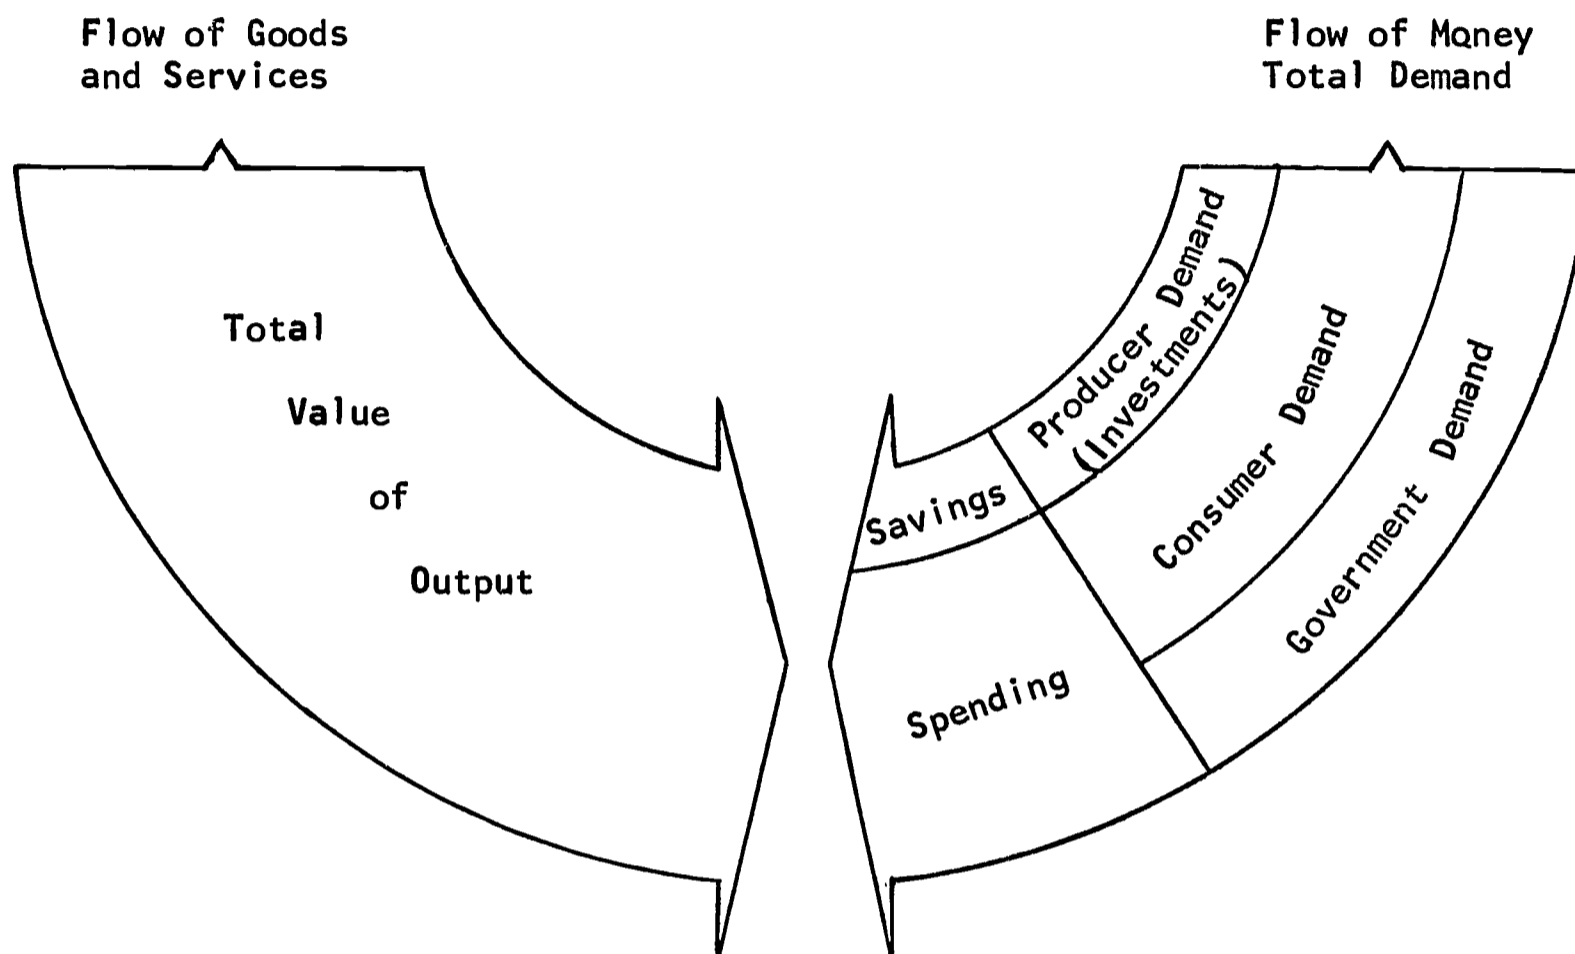 Flow of Goods
and Services
Flow of Money
Total Demand
Total
Value
of
Output
Producer Demand
(Investments)
Consumer Demand
Government Demand
Savings
Spending